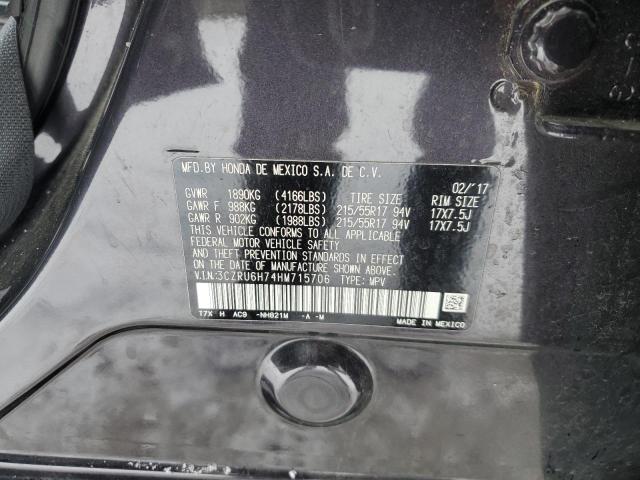 MFD.BY HONDA DE MEXICO S.A. DE C.V.
02/'17
GVWR 1890KG (4166LBS) TIRE SIZE RIM SIZE
GAWR F 988KG (2178LBS) 215/55R17 94V 17X7.5J
GAWR R 902KG (1988LBS) 215/55R17 94V 17X7.5J
THIS VEHICLE CONFORMS TO ALL APPLICABLE
FEDERAL MOTOR VEHICLE SAFETY
AND THEFT PREVENTION STANDARDS IN EFFECT ON
THE DATE OF MANUFACTURE SHOWN ABOVE.
V.I.N:3CZRU6H74HM715706 TYPE: MPV
T7X H AC9 -NH821M -A -M MADE IN MEXICO